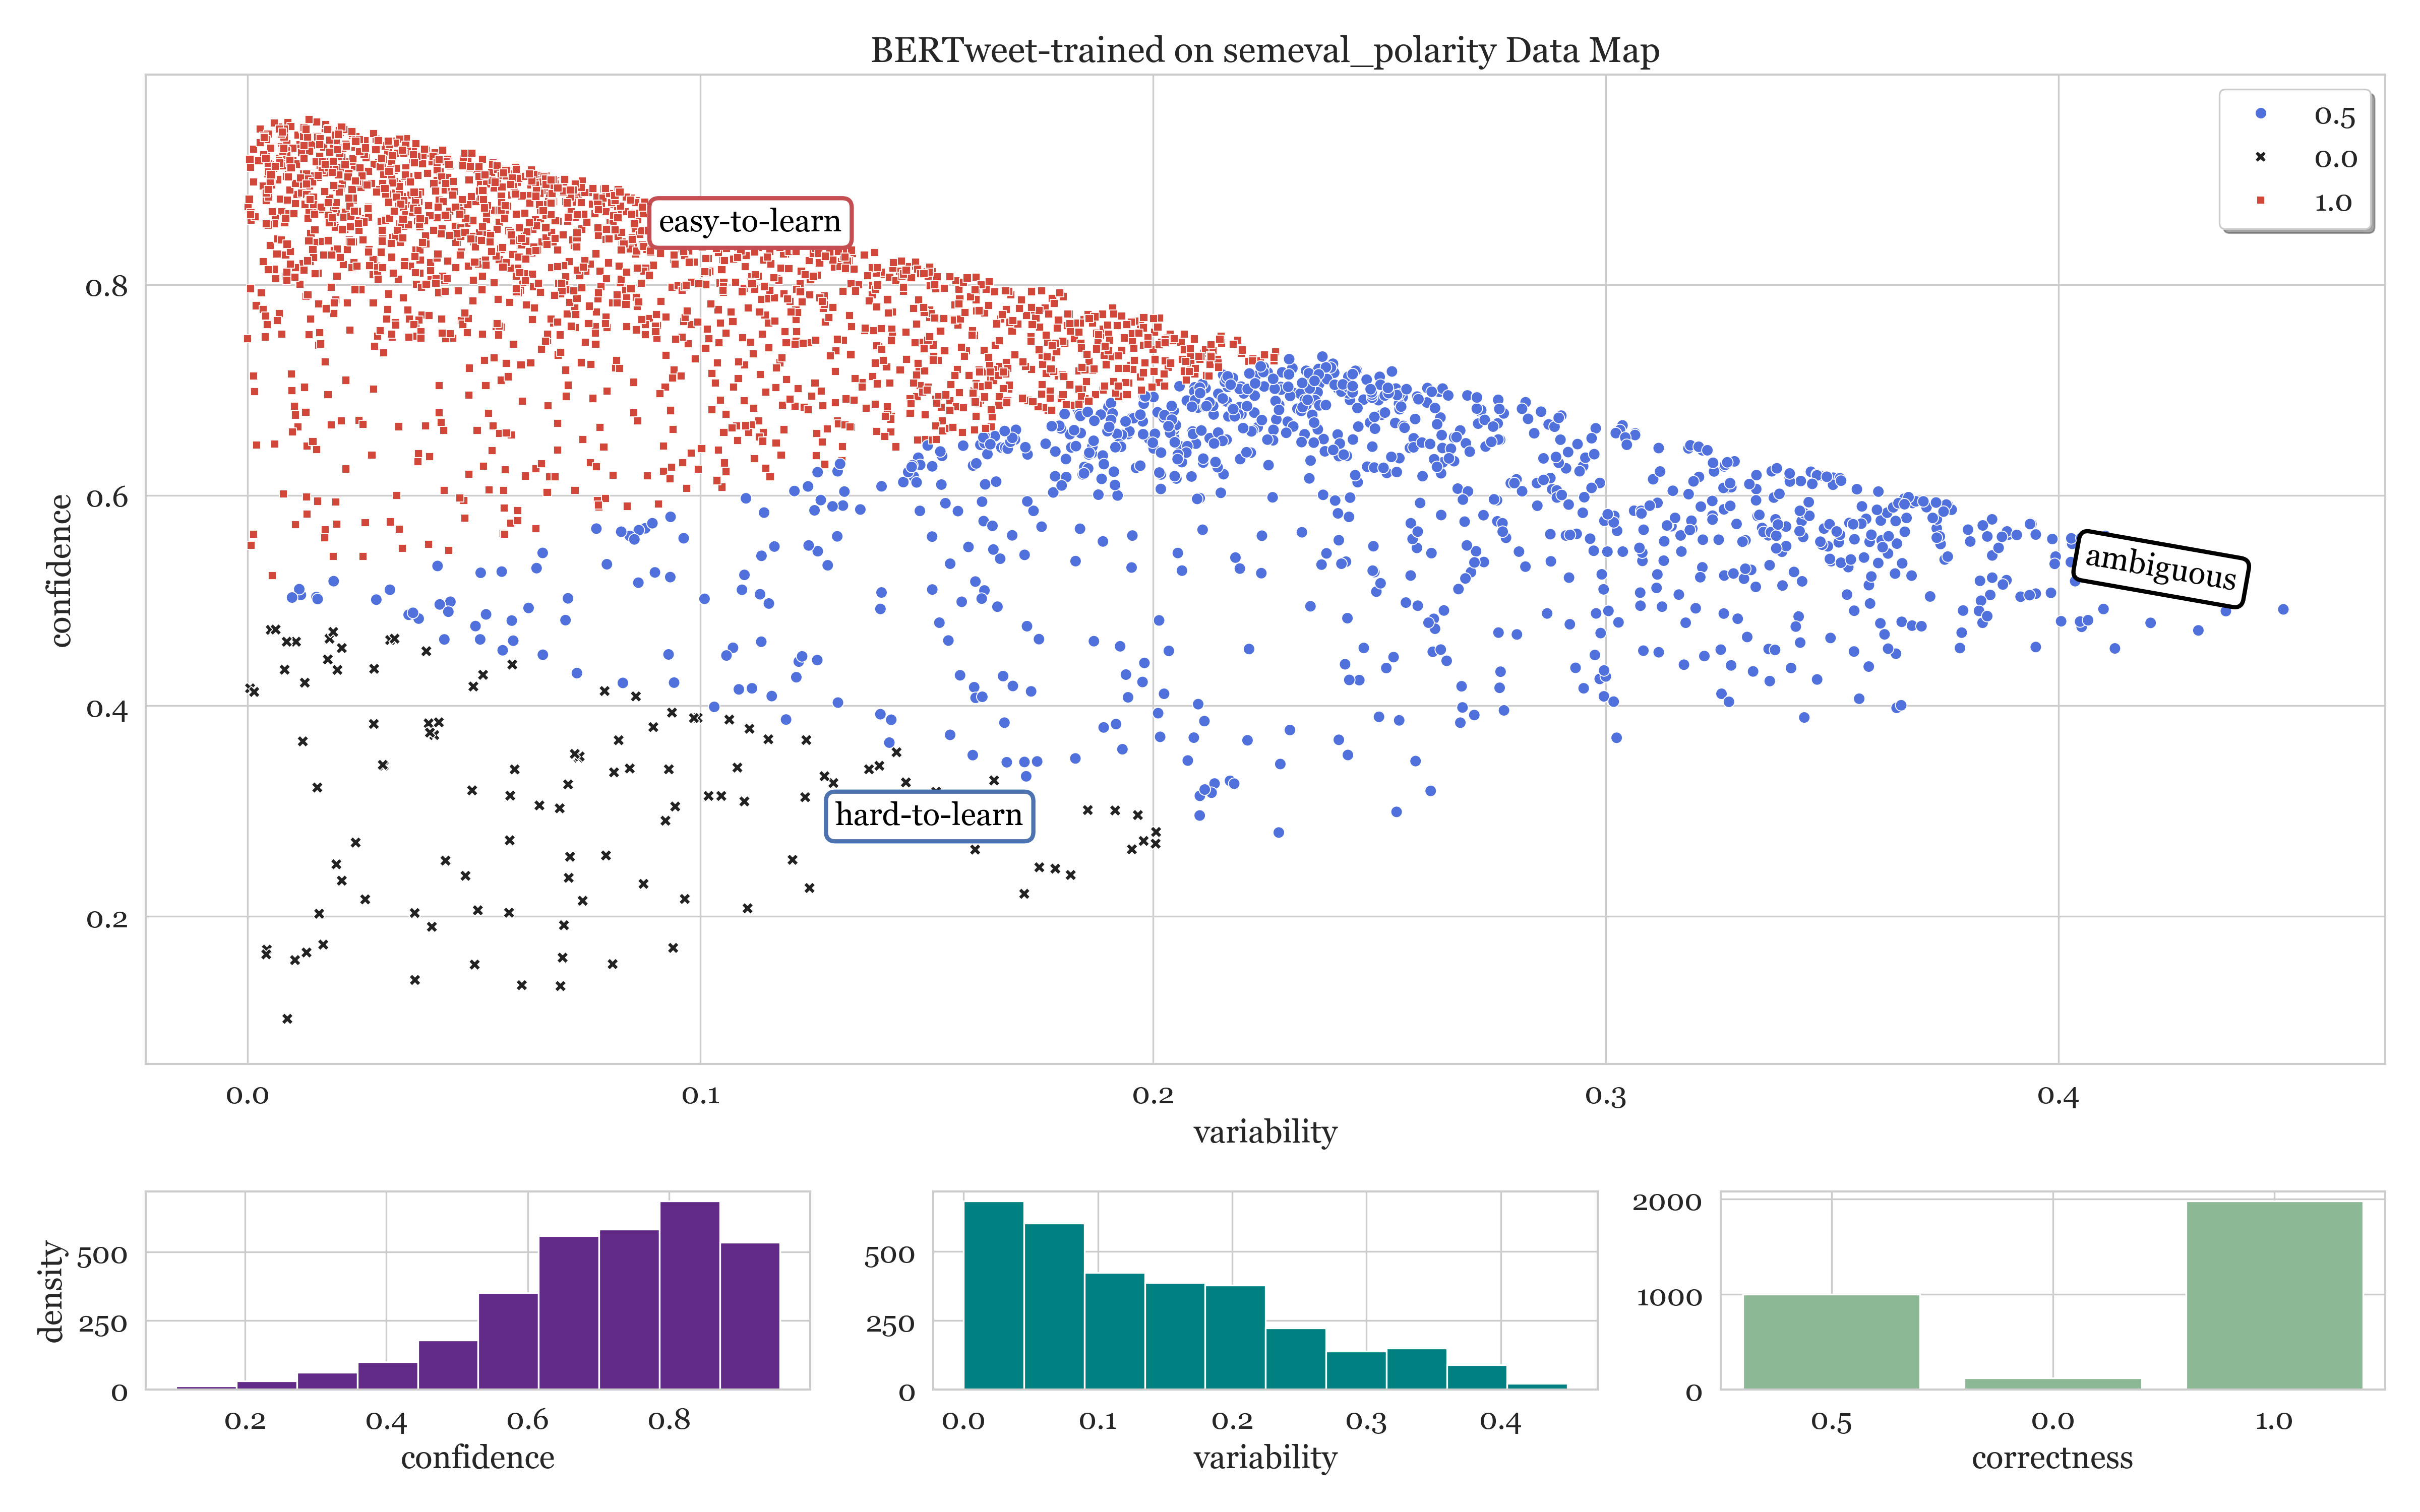 BERTweet-trained on semeval_polarity Data Map
0.5
0.0
1.0
easy-to-learn
ambiguous
hard-to-learn
confidence
0.8
0.6
0.4
0.2
0.0 0.1 0.2 0.3 0.4
variability
density
500
250
0
0.2 0.4 0.6 0.8
confidence
500
250
0
0.0 0.1 0.2 0.3 0.4
variability
2000
1000
0
0.5 0.0 1.0
correctness